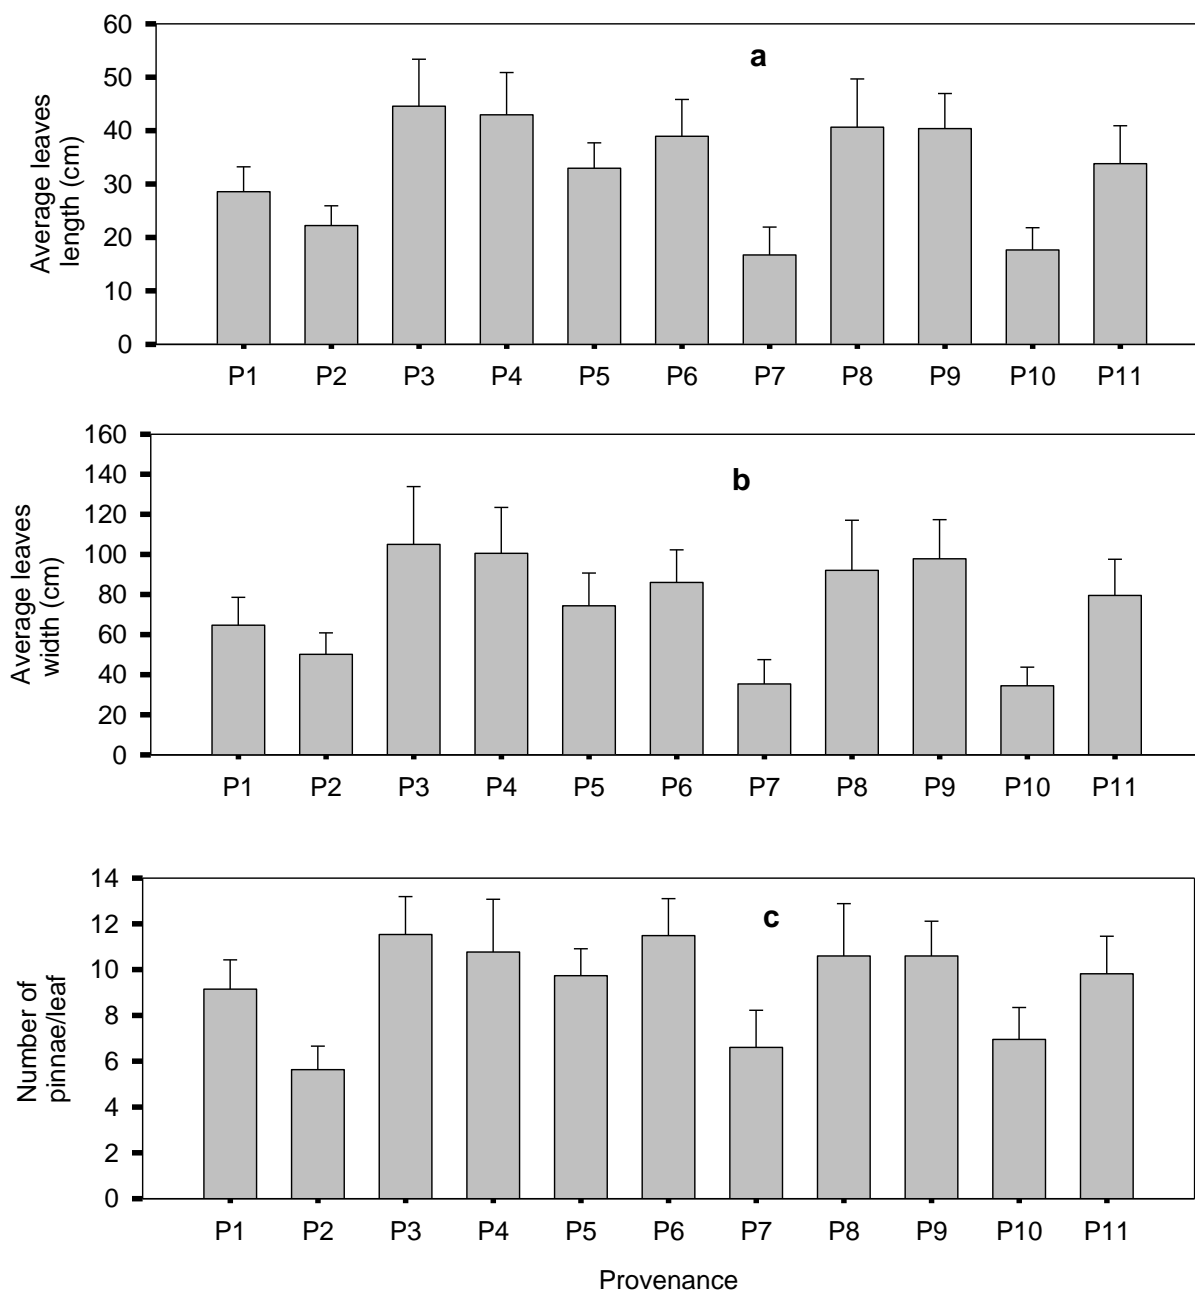 a
Average leaves
length (cm)
60
50
40
30
20
10
0
P1 P2 P3 P4 P5 P6 P7 P8 P9 P10 P11
b
Average leaves
width (cm)
160
140
120
100
80
60
40
20
0
P1 P2 P3 P4 P5 P6 P7 P8 P9 P10 P11
c
Number of
pinnae/leaf
14
12
10
8
6
4
2
0
P1 P2 P3 P4 P5 P6 P7 P8 P9 P10 P11
Provenance